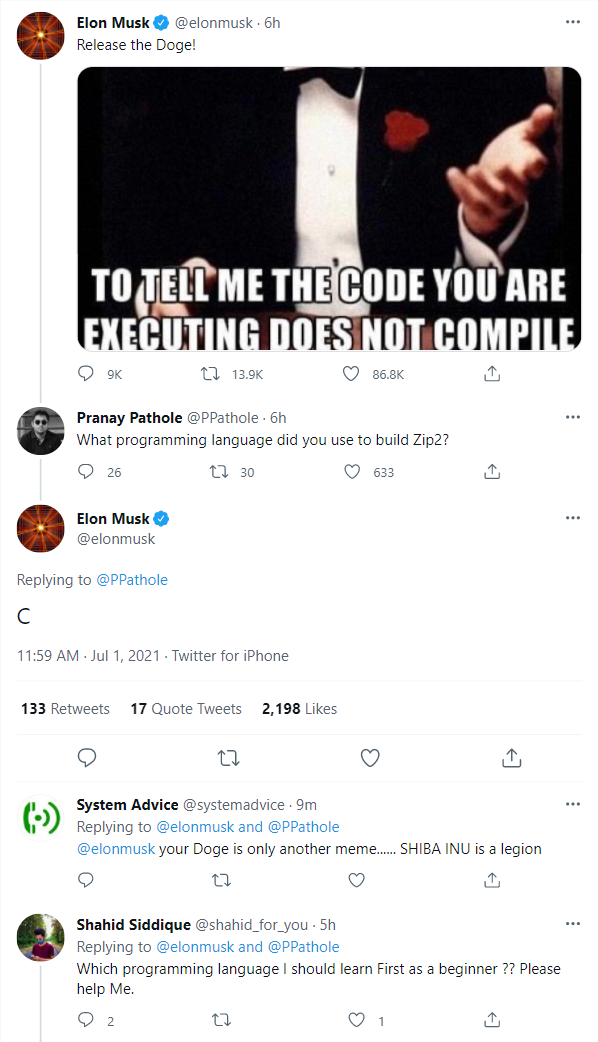 Elon Musk @elonmusk · 6h
Release the Doge!
TO TELL ME THE CODE YOU ARE
EXECUTING DOES NOT COMPILE
9K 13.9K 86.8K
Pranay Pathole @PPathole · 6h
What programming language did you use to build Zip2?
26 30 633
Elon Musk
@elonmusk
Replying to @PPathole
C
11:59 AM · Jul 1, 2021 · Twitter for iPhone
133 Retweets 17 Quote Tweets 2,198 Likes
System Advice @systemadvice · 9m
Replying to @elonmusk and @PPathole
@elonmusk your Doge is only another meme...... SHIBA INU is a legion
Shahid Siddique @shahid_for_you · 5h
Replying to @elonmusk and @PPathole
Which programming language I should learn First as a beginner ?? Please
help Me.
2 1